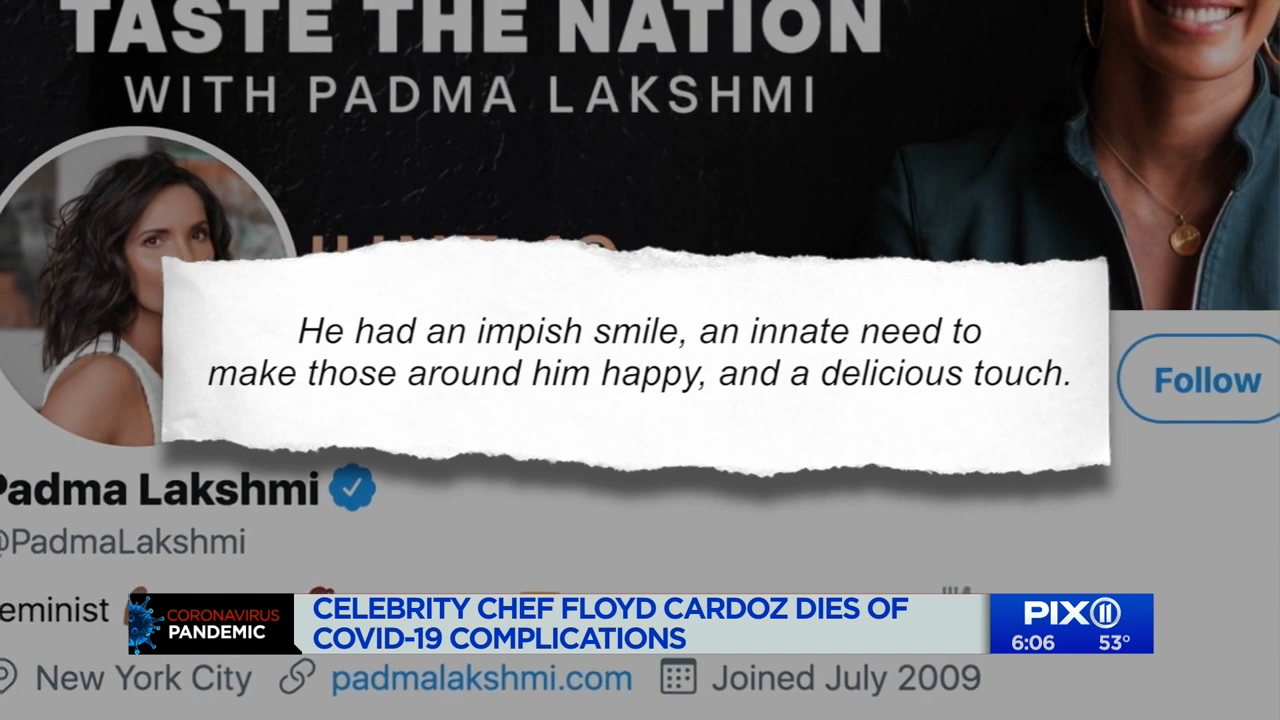 TASTE THE NATION
WITH PADMA LAKSHMI
He had an impish smile, an innate need to
make those around him happy, and a delicious touch.
Follow
Padma Lakshmi
@PadmaLakshmi
eminist
CORONAVIRUS
PANDEMIC
CELEBRITY CHEF FLOYD CARDOZ DIES OF
COVID-19 COMPLICATIONS
PIX 11
6:06 53°
New York City padmalakshmi.com Joined July 2009